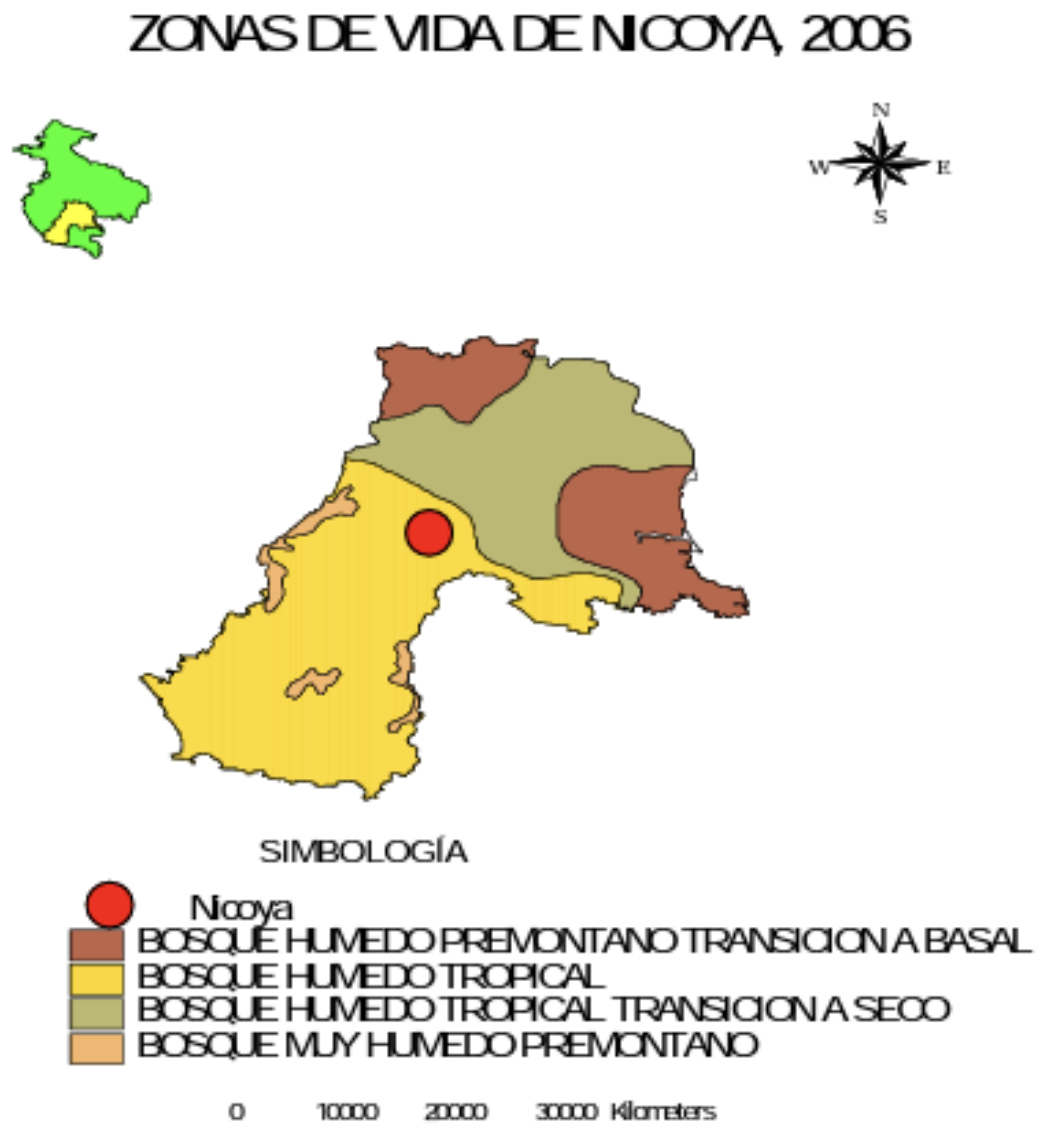 ZONAS DE VIDA DE NICOYA, 2006
N
W E
S
SIMBOLOGÍA
Nicoya
BOSQUE HUMEDO PREMONTANO TRANSICION A BASAL
BOSQUE HUMEDO TROPICAL
BOSQUE HUMEDO TROPICAL TRANSICION A SECO
BOSQUE MUY HUMEDO PREMONTANO
0 10000 20000 30000 Kilometers